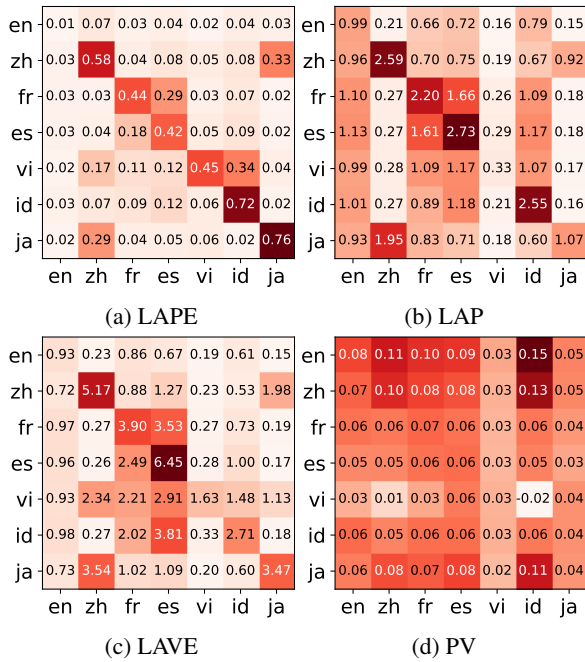 en 0.01 0.07 0.03 0.04 0.02 0.04 0.03
zh 0.03 0.58 0.04 0.08 0.05 0.08 0.33
fr 0.03 0.03 0.44 0.29 0.03 0.07 0.02
es 0.03 0.04 0.18 0.42 0.05 0.09 0.02
vi 0.02 0.17 0.11 0.12 0.45 0.34 0.04
id 0.03 0.07 0.09 0.12 0.06 0.72 0.02
ja 0.02 0.29 0.04 0.05 0.06 0.02 0.76
en zh fr es vi id ja
(a) LAPE
0.99 0.21 0.66 0.72 0.16 0.79 0.15
0.96 2.59 0.70 0.75 0.19 0.67 0.92
1.10 0.27 2.20 1.66 0.26 1.09 0.18
1.13 0.27 1.61 2.73 0.29 1.17 0.18
0.99 0.28 1.09 1.17 0.33 1.07 0.17
1.01 0.27 0.89 1.18 0.21 2.55 0.16
0.93 1.95 0.83 0.71 0.18 0.60 1.07
en zh fr es vi id ja
(b) LAP
en 0.93 0.23 0.86 0.67 0.19 0.61 0.15
zh 0.72 5.17 0.88 1.27 0.23 0.53 1.98
fr 0.97 0.27 3.90 3.53 0.27 0.73 0.19
es 0.96 0.26 2.49 6.45 0.28 1.00 0.17
vi 0.93 2.34 2.21 2.91 1.63 1.48 1.13
id 0.98 0.27 2.02 3.81 0.33 2.71 0.18
ja 0.73 3.54 1.02 1.09 0.20 0.60 3.47
en zh fr es vi id ja
(c) LAVE
0.08 0.11 0.10 0.09 0.03 0.15 0.05
0.07 0.10 0.08 0.08 0.03 0.13 0.05
0.06 0.06 0.07 0.06 0.03 0.06 0.04
0.05 0.05 0.06 0.06 0.03 0.05 0.03
0.03 0.01 0.03 0.06 0.03 -0.02 0.04
0.06 0.05 0.06 0.06 0.03 0.06 0.04
0.06 0.08 0.07 0.08 0.02 0.11 0.04
en zh fr es vi id ja
(d) PV